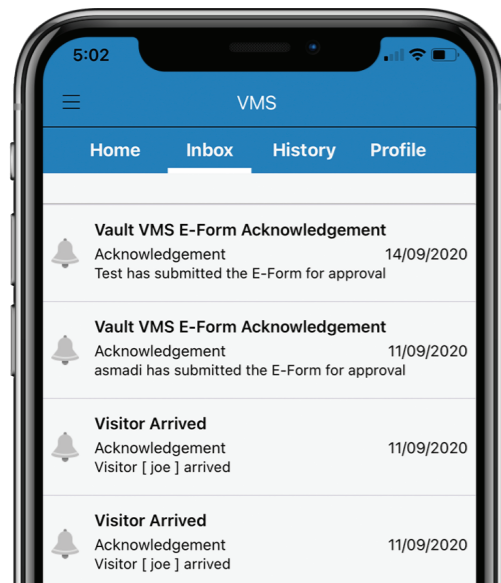 5:02
VMS
Home Inbox History Profile
Vault VMS E-Form Acknowledgement
Acknowledgement 14/09/2020
Test has submitted the E-Form for approval
Vault VMS E-Form Acknowledgement
Acknowledgement 11/09/2020
asmadi has submitted the E-Form for approval
Visitor Arrived
Acknowledgement 11/09/2020
Visitor [ joe ] arrived
Visitor Arrived
Acknowledgement 11/09/2020
Visitor [ joe ] arrived